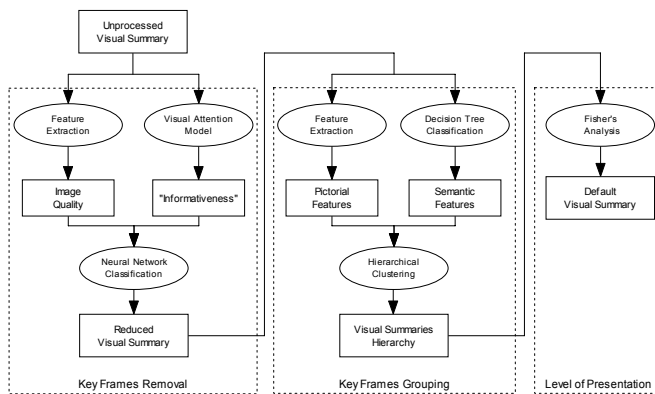 Unprocessed
Visual Summary
Feature
Extraction
Visual Attention
Model
Image
Quality
"Informativeness"
Neural Network
Classification
Reduced
Visual Summary
Key Frames Removal
Feature
Extraction
Decision Tree
Classification
Pictorial
Features
Semantic
Features
Hierarchical
Clustering
Visual Summaries
Hierarchy
Key Frames Grouping
Fisher's
Analysis
Default
Visual Summary
Level of Presentation